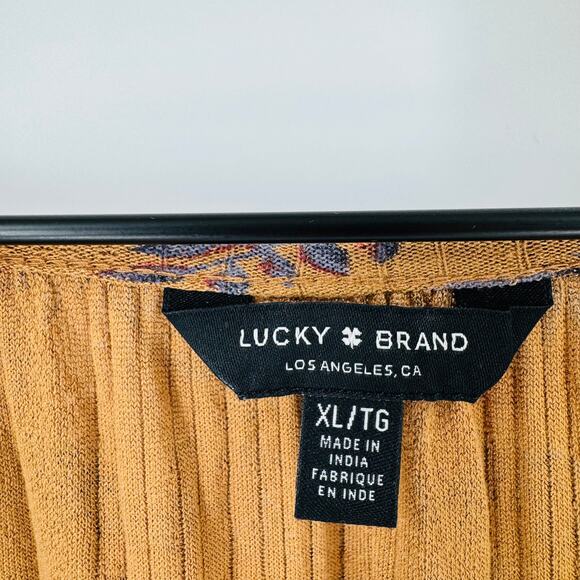 LUCKY BRAND
LOS ANGELES, CA
XL/TG
MADE IN
INDIA
FABRIQUE
EN INDE